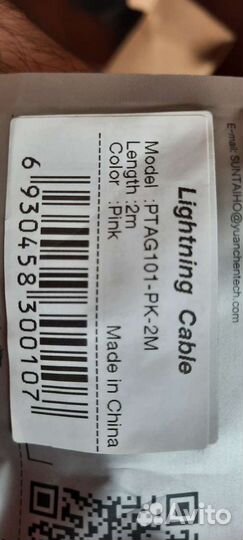 Lightning Cable
Model :PTAG101-PK-2M
Length :2m
Color :Pink
Made in China
6 930458 300107
E-mail: SUNTAIHO@yuanchentech.com
Avito